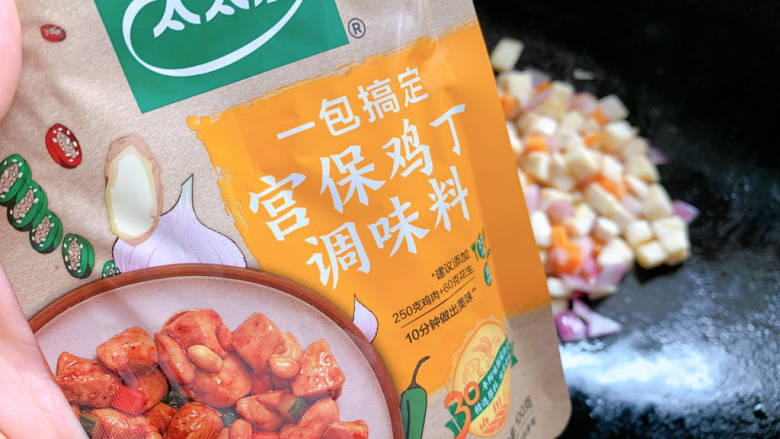 太太乐
®
一包搞定
宫保鸡丁
调味料
"建议添加
250克鸡肉+60克花生
10分钟做出美味"
30